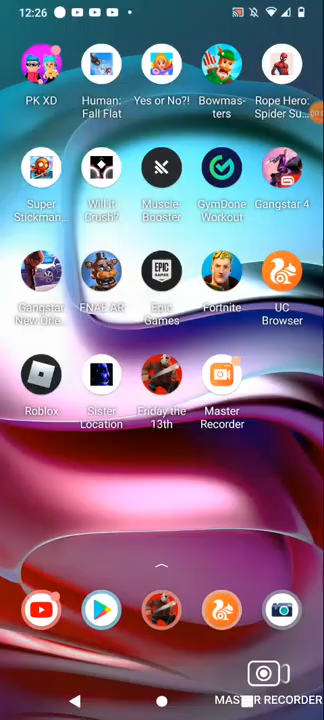 12:26
PK XD
Human: Fall Flat
Yes or No?!
Bowmas-ters
Rope Hero: Spider Su...
Super Stickman...
Will it Crush?
Muscle Booster
GymDone Workout
Gangstar 4
Gangstar New Orle...
FNAF AR
Epic Games
Fortnite
UC Browser
EPIC GAMES
Roblox
Sister Location
Friday the 13th
Master Recorder
MASTER RECORDER